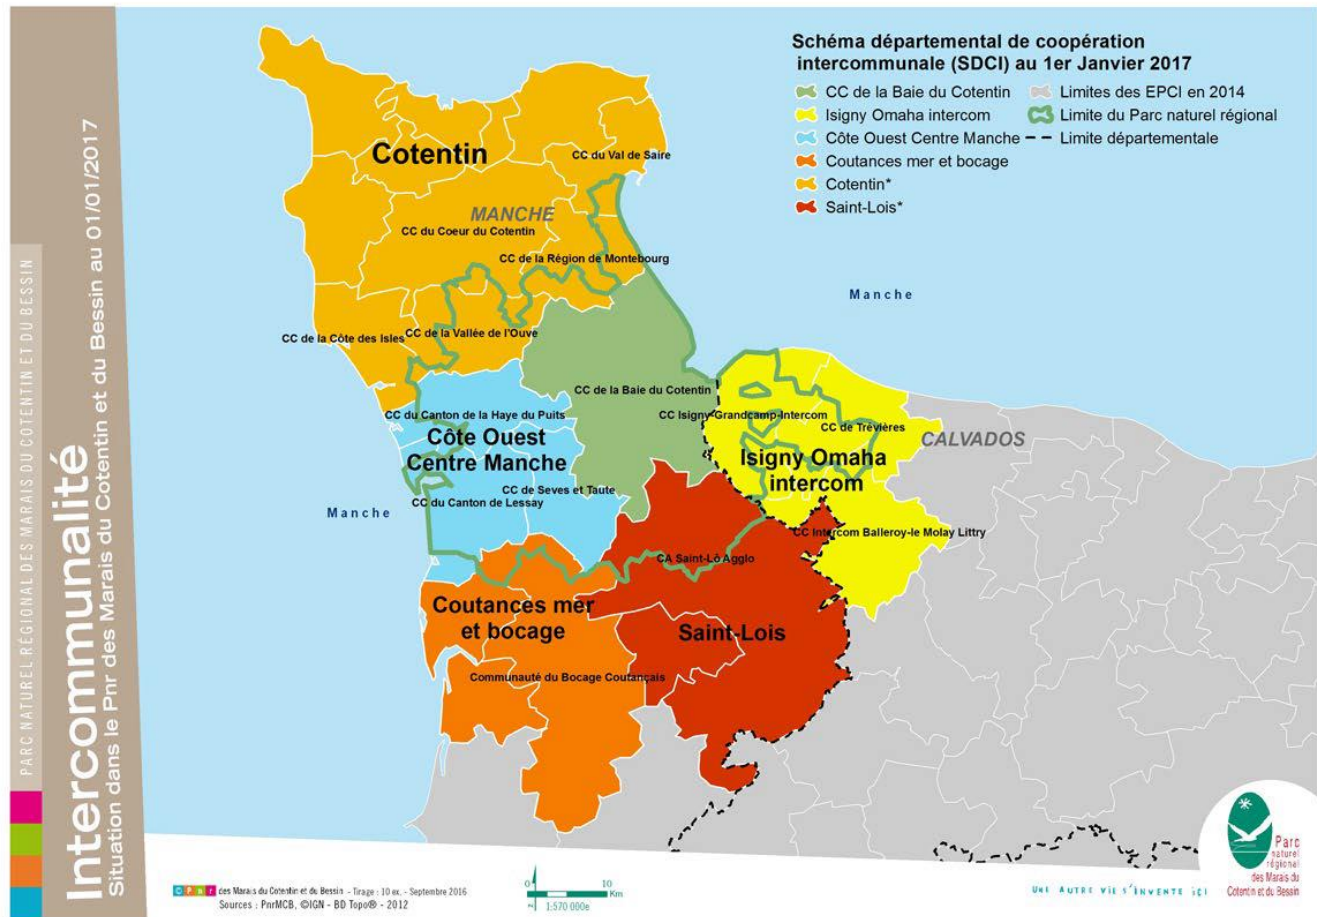 PARC NATUREL RÉGIONAL DES MARAIS DU COTENTIN ET DU BESSIN
Intercommunalité
Situation dans le Pnr des Marais du Cotentin et du Bessin au 01/01/2017
Schéma départemental de coopération
intercommunale (SDCI) au 1er Janvier 2017
CC de la Baie du Cotentin
Isigny Omaha intercom
Côte Ouest Centre Manche
Coutances mer et bocage
Cotentin*
Saint-Lois*
Limites des EPCI en 2014
Limite du Parc naturel régional
Limite départementale
Cotentin
CC du Val de Saire
MANCHE
CC du Coeur du Cotentin
CC de la Région de Montebourg
Manche
CC de la Côte des Isles
CC de la Vallée de l'Ouve
CC de la Baie du Cotentin
CC du Canton de la Haye du Puits
CC Isigny-Grandcamp-Intercom
CC de Trévières
CALVADOS
Côte Ouest
Centre Manche
Isigny Omaha
intercom
CC de Seves et Taute
CC du Canton de Lessay
Manche
CC Intercom Balleroy-le Molay Littry
CA Saint-Lô Agglo
Coutances mer
et bocage
Saint-Lois
Communauté du Bocage Coutançais
CPnr des Marais du Cotentin et du Bessin - Tirage : 10 ex. - Septembre 2016
Sources : PnrMCB, ©IGN - BD Topo® - 2012
N
0 10
Km
1:570 000e
UNE AUTRE VIE S'INVENTE ICI
Parc
naturel
régional
des Marais du
Cotentin et du Bessin